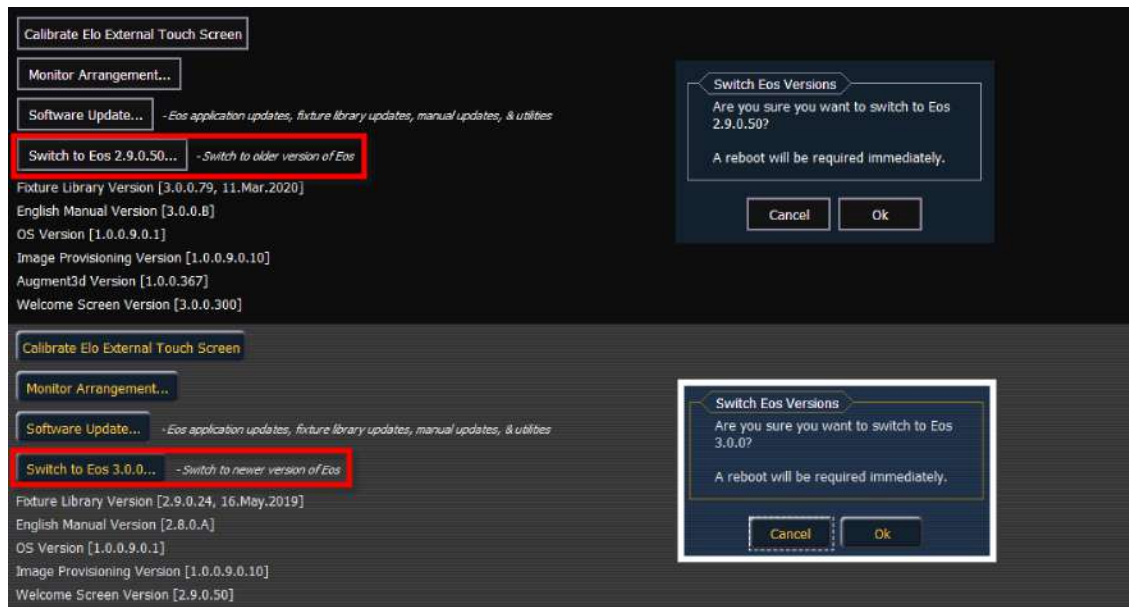 Calibrate Elo External Touch Screen
Monitor Arrangement...
Software Update... - Eos application updates, fixture library updates, manual updates, & utilities
Switch to Eos 2.9.0.50... - Switch to older version of Eos
Fixture Library Version [3.0.0.79, 11.Mar.2020]
English Manual Version [3.0.0.B]
OS Version [1.0.0.9.0.1]
Image Provisioning Version [1.0.0.9.0.10]
Augment3d Version [1.0.0.367]
Welcome Screen Version [3.0.0.300]
Switch Eos Versions
Are you sure you want to switch to Eos
2.9.0.50?
A reboot will be required immediately.
Cancel Ok
Calibrate Elo External Touch Screen
Monitor Arrangement...
Software Update... - Eos application updates, fixture library updates, manual updates, & utilities
Switch to Eos 3.0.0... - Switch to newer version of Eos
Fixture Library Version [2.9.0.24, 16.May.2019]
English Manual Version [2.8.0.A]
OS Version [1.0.0.9.0.1]
Image Provisioning Version [1.0.0.9.0.10]
Welcome Screen Version [2.9.0.50]
Switch Eos Versions
Are you sure you want to switch to Eos
3.0.0?
A reboot will be required immediately.
Cancel Ok